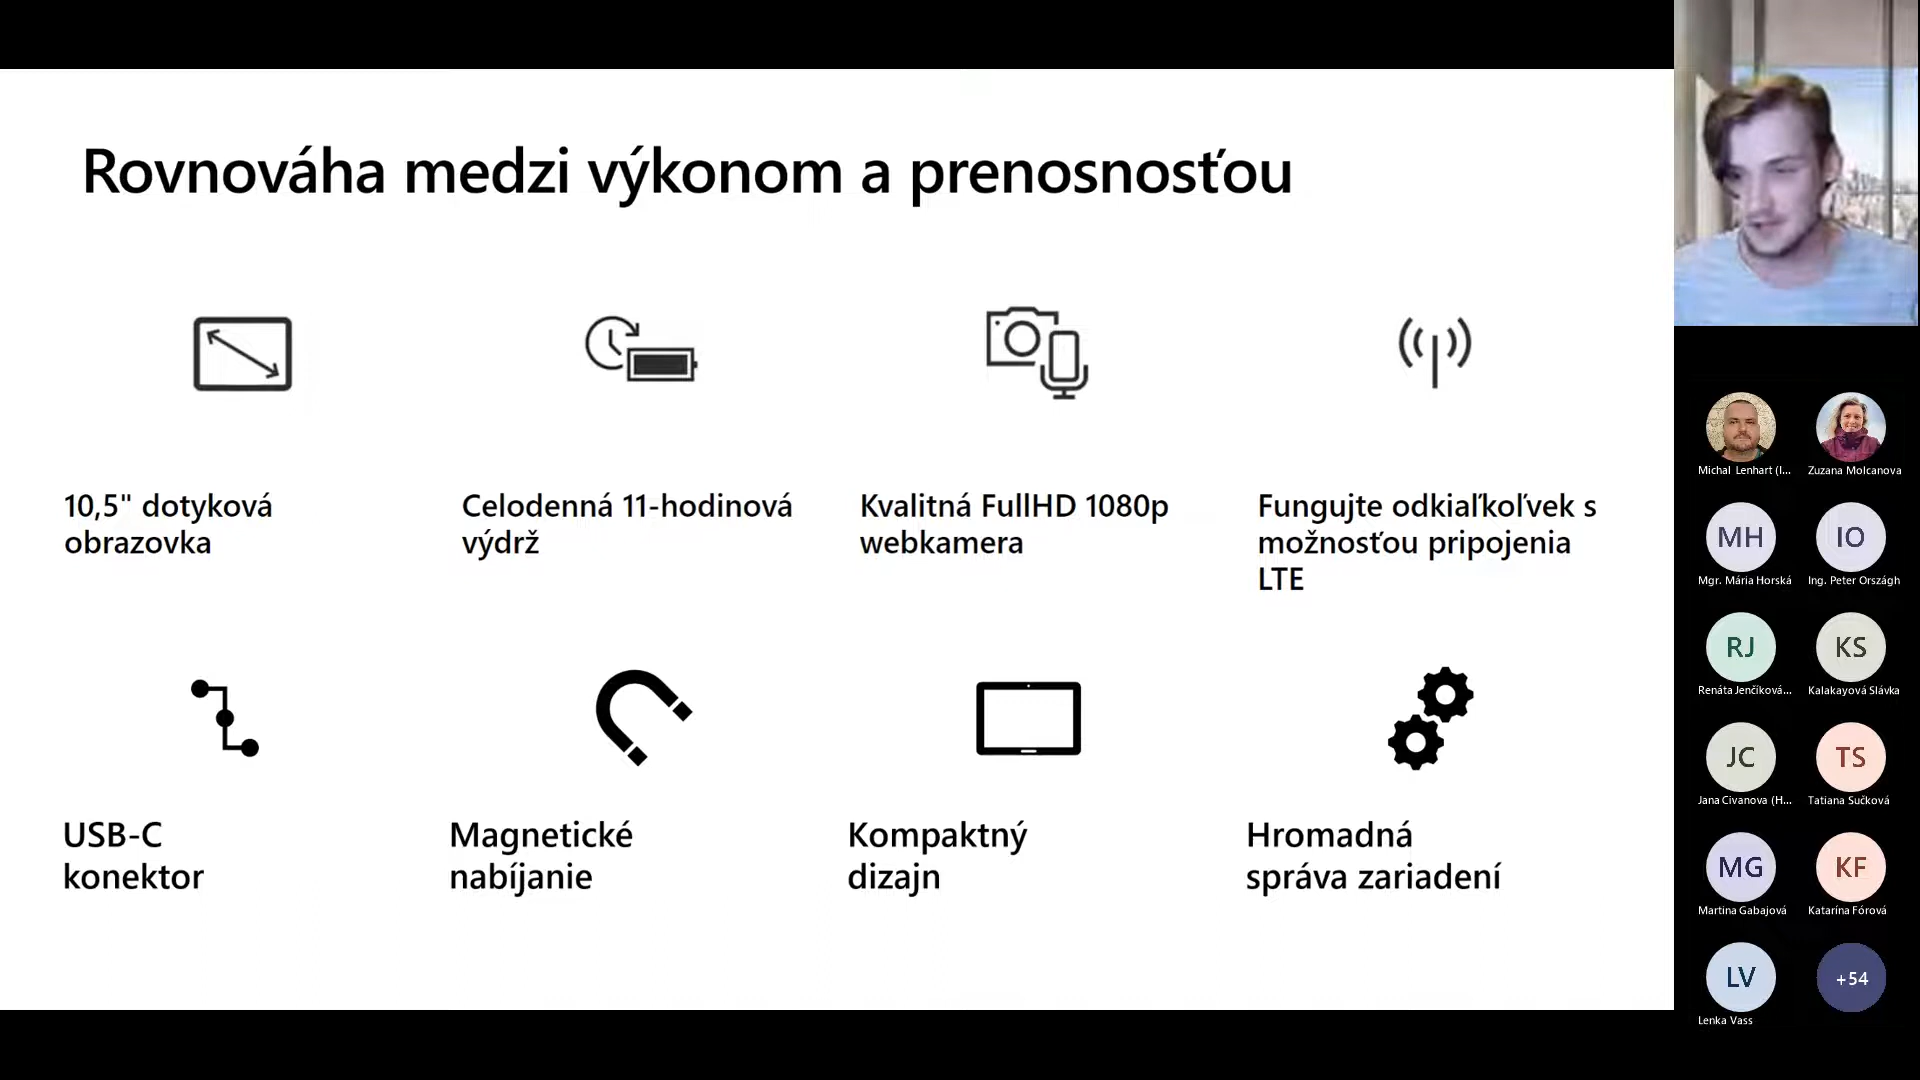 Rovnováha medzi výkonom a prenosnosťou
10,5" dotyková
obrazovka
Celodenná 11-hodinová
výdrž
Kvalitná FullHD 1080p
webkamera
Fungujte odkiaľkoľvek s
možnosťou pripojenia
LTE
USB-C
konektor
Magnetické
nabíjanie
Kompaktný
dizajn
Hromadná
správa zariadení
Michal Lenhart (I...
Zuzana Molcanova
MH
Mgr. Mária Horská
IO
Ing. Peter Országh
RJ
Renáta Jenčíková...
KS
Kalakayová Slávka
JC
Jana Civanova (H...
TS
Tatiana Sučková
MG
Martina Gabajová
KF
Katarína Fórová
LV
Lenka Vass
+54